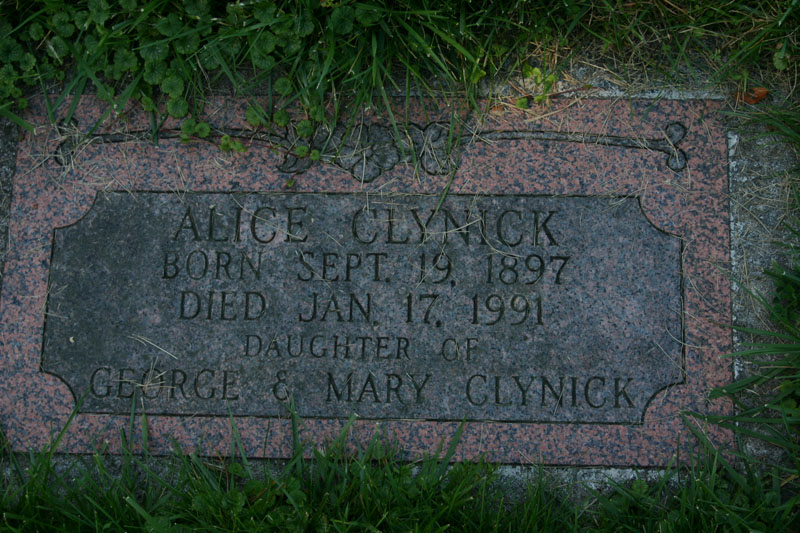 ALICE CLYNICK
BORN SEPT. 19, 1897
DIED JAN. 17, 1991
DAUGHTER OF
GEORGE & MARY CLYNICK